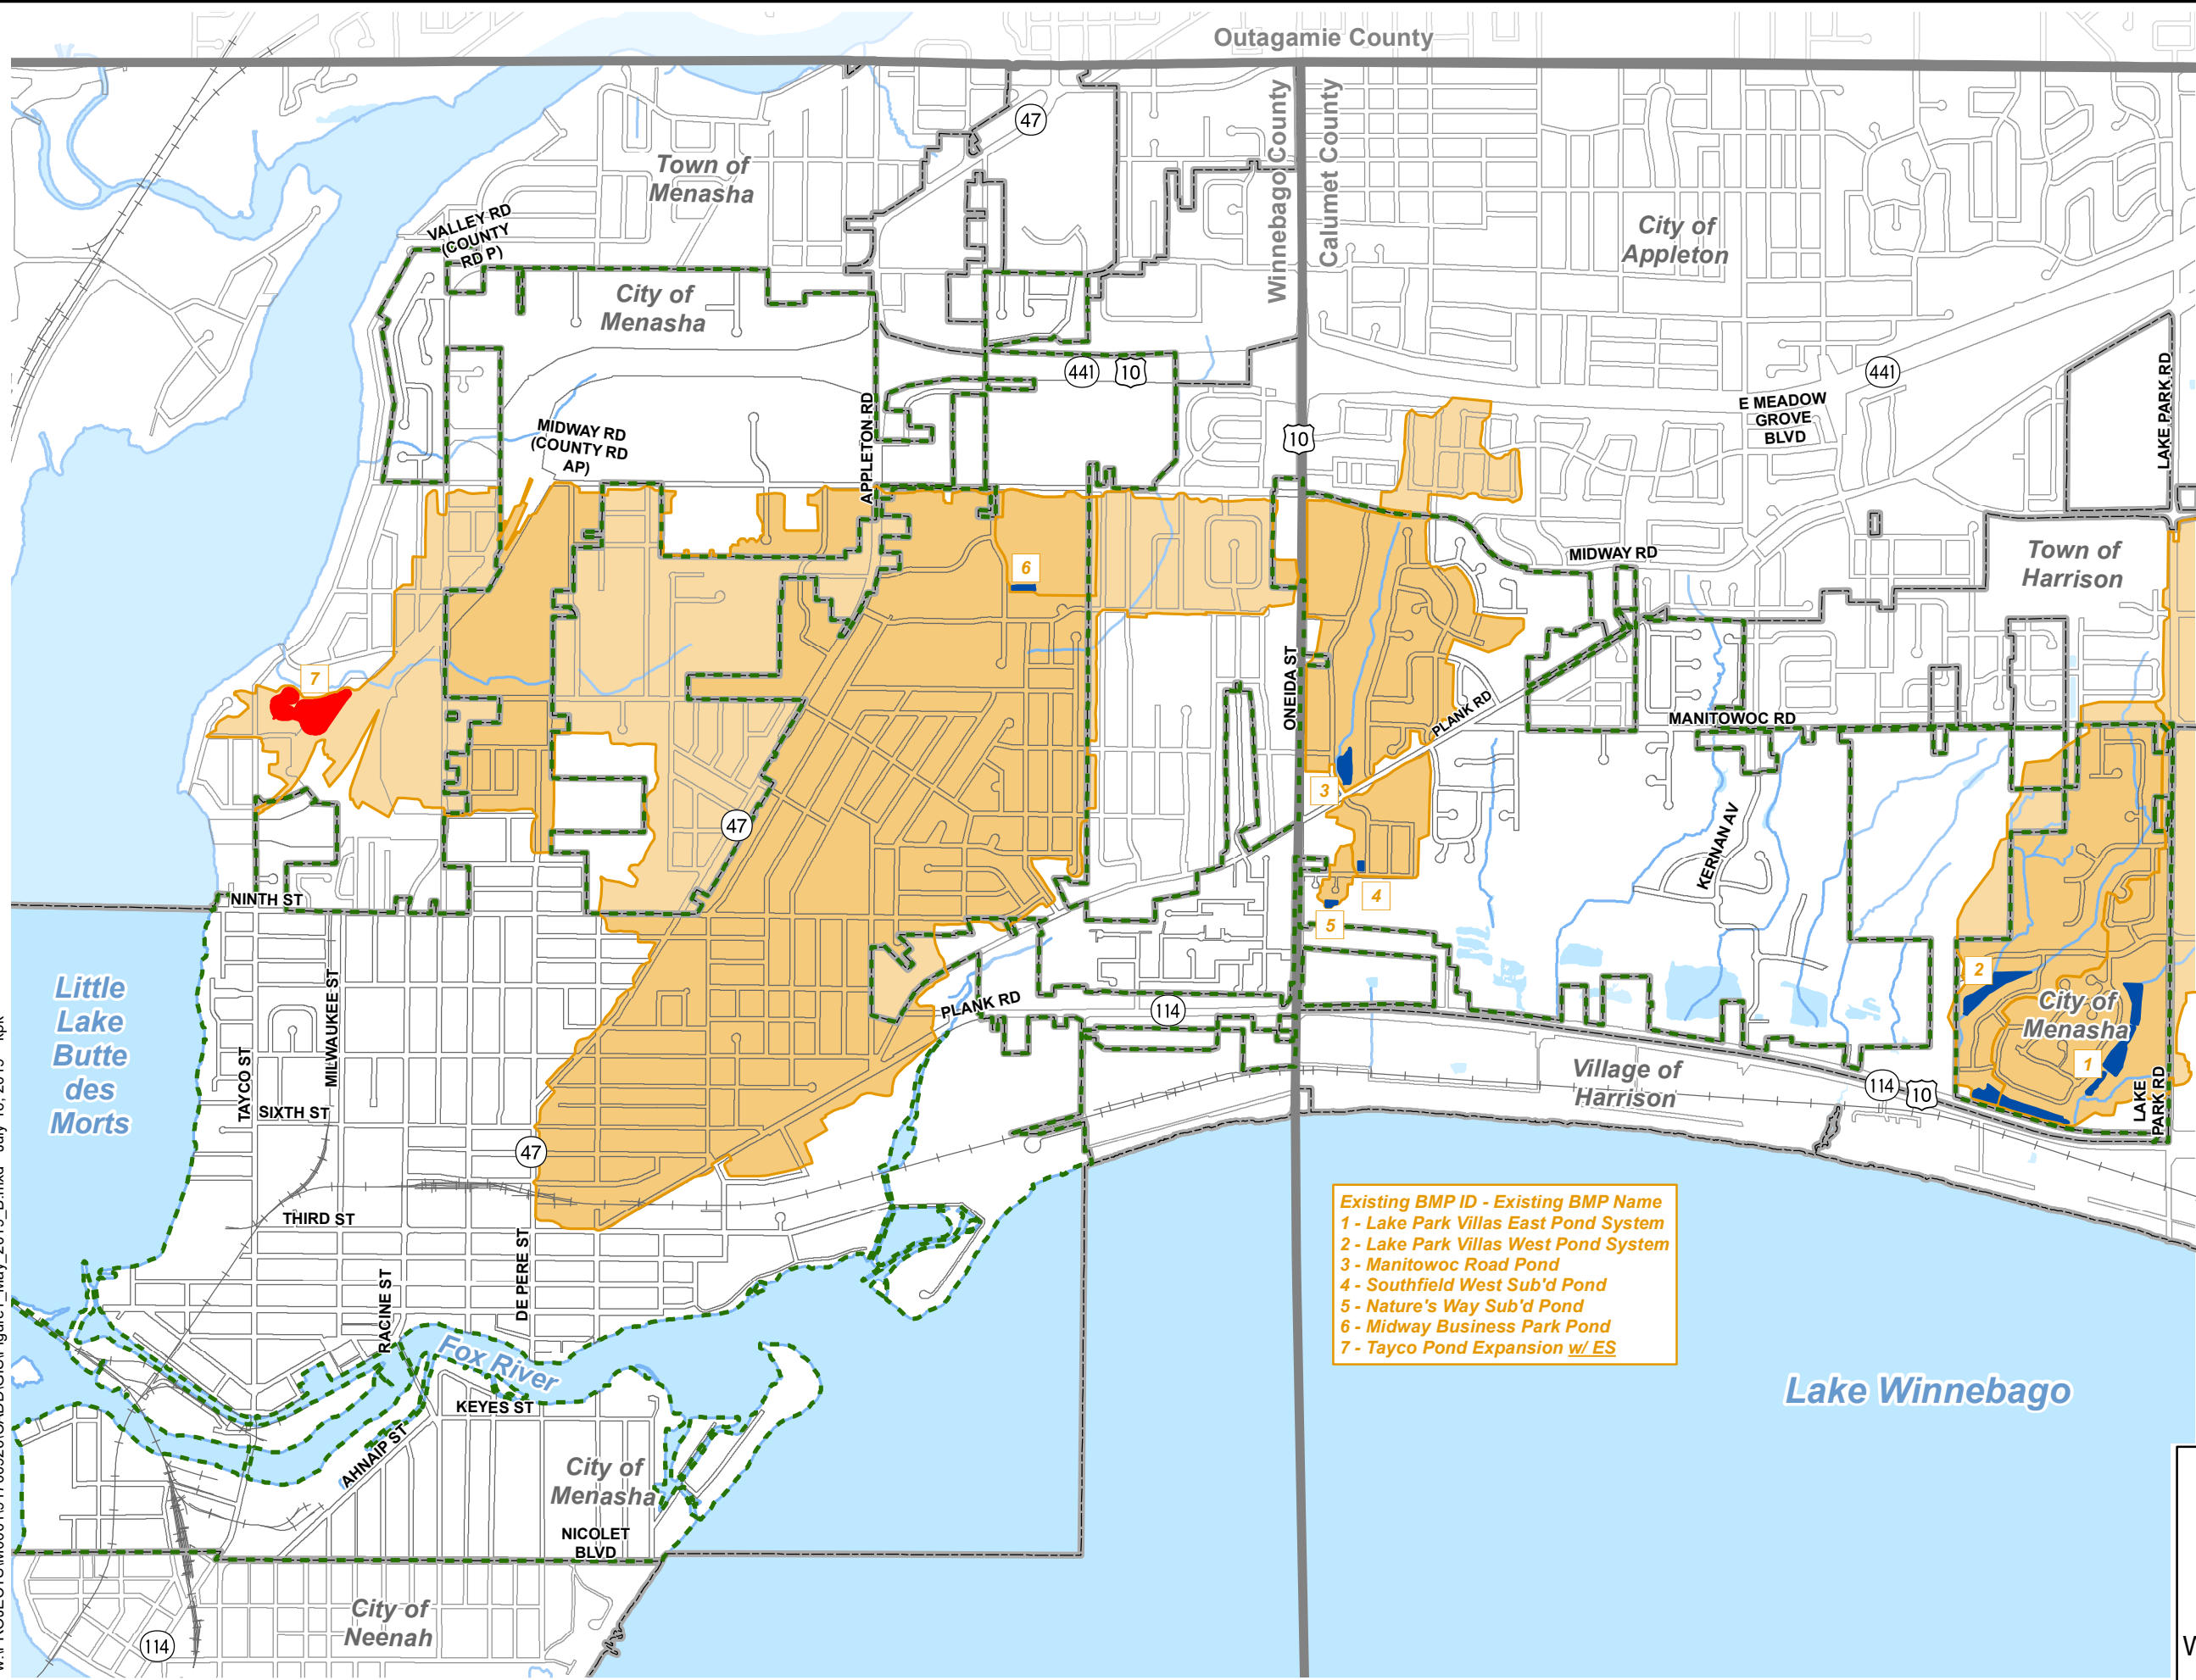 Outagamie County
47
Winnebago County
Calumet County
Town of
Menasha
VALLEY RD
(COUNTY
RD P)
City of
Menasha
City of
Appleton
441
10
441
LAKE PARK RD
E MEADOW
GROVE
BLVD
APPLETON RD
MIDWAY RD
(COUNTY RD
AP)
10
MIDWAY RD
Town of
Harrison
6
7
ONEIDA ST
PLANK RD
MANITOWOC RD
3
47
KERNAN AV
4
5
NINTH ST
Little
Lake
Butte
des
Morts
MILWAUKEE ST
TAYCO ST
PLANK RD
114
2
City of
Menasha
1
Village of
Harrison
114
10
LAKE
PARK RD
SIXTH ST
47
THIRD ST
DE PERE ST
RACINE ST
Existing BMP ID - Existing BMP Name
1 - Lake Park Villas East Pond System
2 - Lake Park Villas West Pond System
3 - Manitowoc Road Pond
4 - Southfield West Sub'd Pond
5 - Nature's Way Sub'd Pond
6 - Midway Business Park Pond
7 - Tayco Pond Expansion w/ ES
Fox River
Lake Winnebago
KEYES ST
AHNAIP ST
City of
Menasha
NICOLET
BLVD
City of
Neenah
114
W